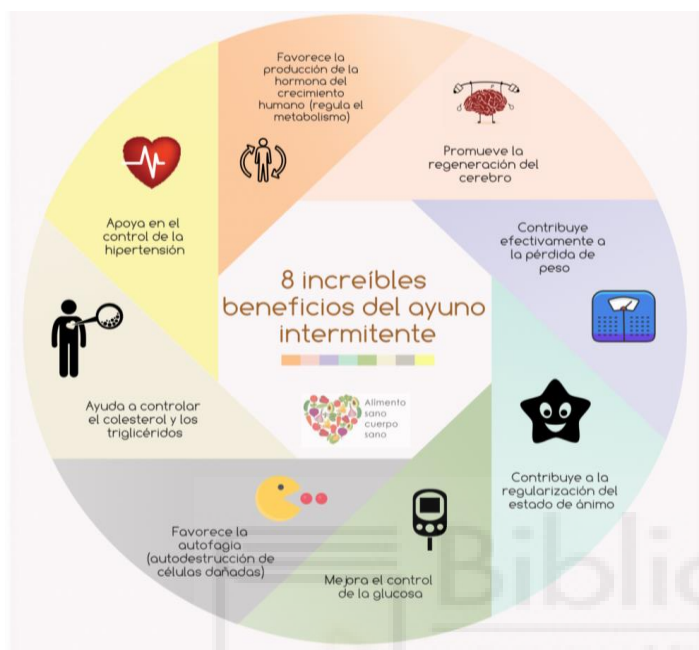 8 increíbles
beneficios del ayuno
intermitente
Alimento
sano
cuerpo
sano
Favorece la
producción de la
hormona del
crecimiento
humano (regula el
metabolismo)
Promueve la
regeneración del
cerebro
Contribuye
efectivamente a
la pérdida de
peso
Contribuye a la
regularización del
estado de ánimo
Mejora el control
de la glucosa
Favorece la
autofagia
(autodestrucción de
células dañadas)
Ayuda a controlar
el colesterol y los
triglicéridos
Apoya en el
control de la
hipertensión
Biblio